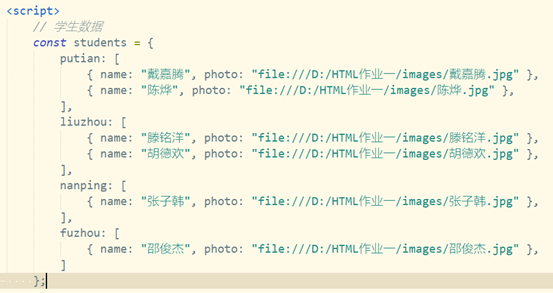 <script>
// 学生数据
const students = {
putian: [
{ name: "戴嘉腾", photo: "file:///D:/HTML作业一/images/戴嘉腾.jpg" },
{ name: "陈烨", photo: "file:///D:/HTML作业一/images/陈烨.jpg" },
],
liuzhou: [
{ name: "滕铭洋", photo: "file:///D:/HTML作业一/images/滕铭洋.jpg" },
{ name: "胡德欢", photo: "file:///D:/HTML作业一/images/胡德欢.jpg" },
],
nanping: [
{ name: "张子韩", photo: "file:///D:/HTML作业一/images/张子韩.jpg" },
],
fuzhou: [
{ name: "邵俊杰", photo: "file:///D:/HTML作业一/images/邵俊杰.jpg" },
]
};